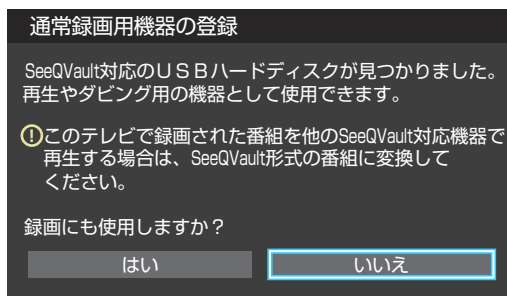 通常録画用機器の登録
SeeQVault対応のＵＳＢハードディスクが見つかりました。
再生やダビング用の機器として使用できます。
!このテレビで録画された番組を他のSeeQVault対応機器で
再生する場合は、SeeQVault形式の番組に変換して
ください。
録画にも使用しますか？
はい
いいえ